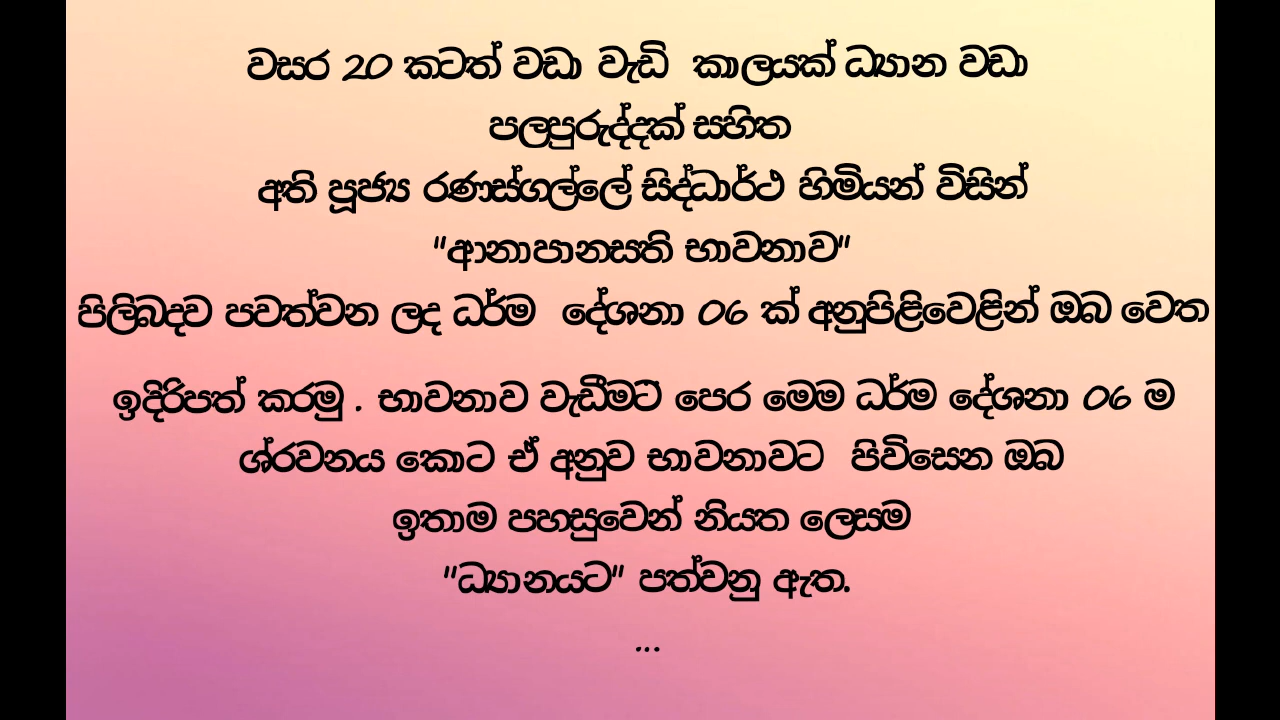 වසර 20 කටත් වඩා වැඩි කාලයක් ධ්‍යාන වඩා
පලපුරුද්දක් සහිත
අති පූජ්‍ය රණස්ගල්ලේ සිද්ධාර්ථ හිමියන් විසින්
"ආනාපානසති භාවනාව"
පිලිබදව පවත්වන ලද ධර්ම දේශනා 06 ක් අනුපිළිවෙළින් ඔබ වෙත
ඉදිරිපත් කරමු . භාවනාව වැඩීමට පෙර මෙම ධර්ම දේශනා 06 ම
ශ්රවනය කොට ඒ අනුව භාවනාවට පිවිසෙන ඔබ
ඉතාම පහසුවෙන් නියත ලෙසම
"ධ්‍යානයට" පත්වනු ඇත.
...